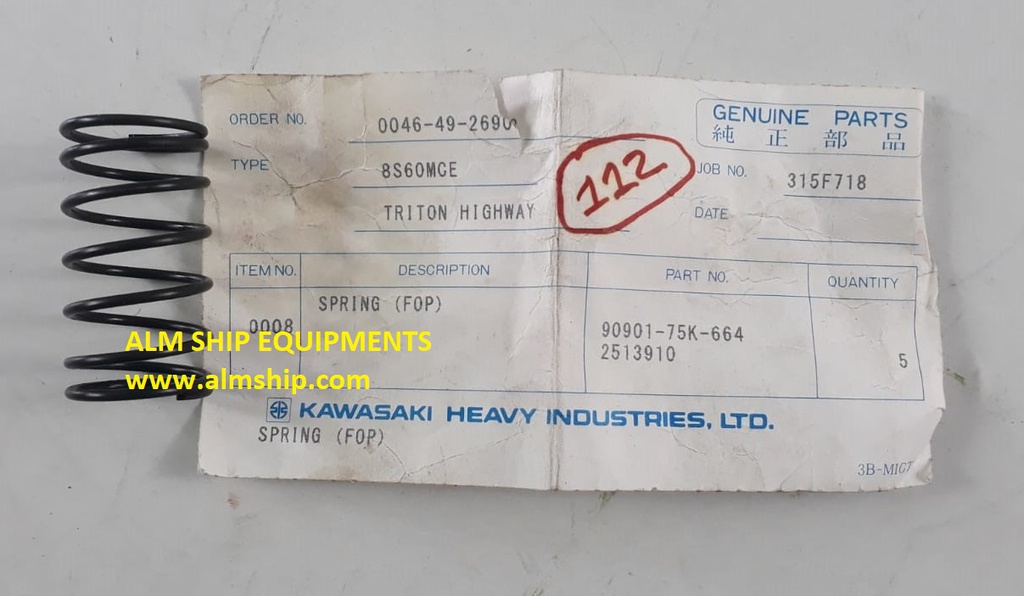 ORDER NO. 0046-49-2690
GENUINE PARTS
純正部品
TYPE 8S60MCE
112
JOB NO. 315F718
TRITON HIGHWAY
DATE
ITEM NO. DESCRIPTION PART NO. QUANTITY
0008 SPRING (FOP) 90901-75K-664
2513910 5
ALM SHIP EQUIPMENTS
www.almship.com
KAWASAKI HEAVY INDUSTRIES, LTD.
SPRING (FOP)